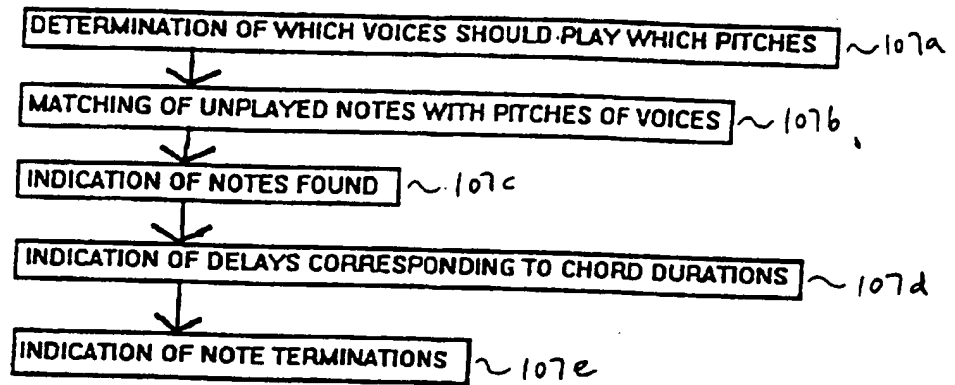 DETERMINATION OF WHICH VOICES SHOULD PLAY WHICH PITCHES ~107a
MATCHING OF UNPLAYED NOTES WITH PITCHES OF VOICES ~107b
INDICATION OF NOTES FOUND ~107c
INDICATION OF DELAYS CORRESPONDING TO CHORD DURATIONS ~107d
INDICATION OF NOTE TERMINATIONS ~107e